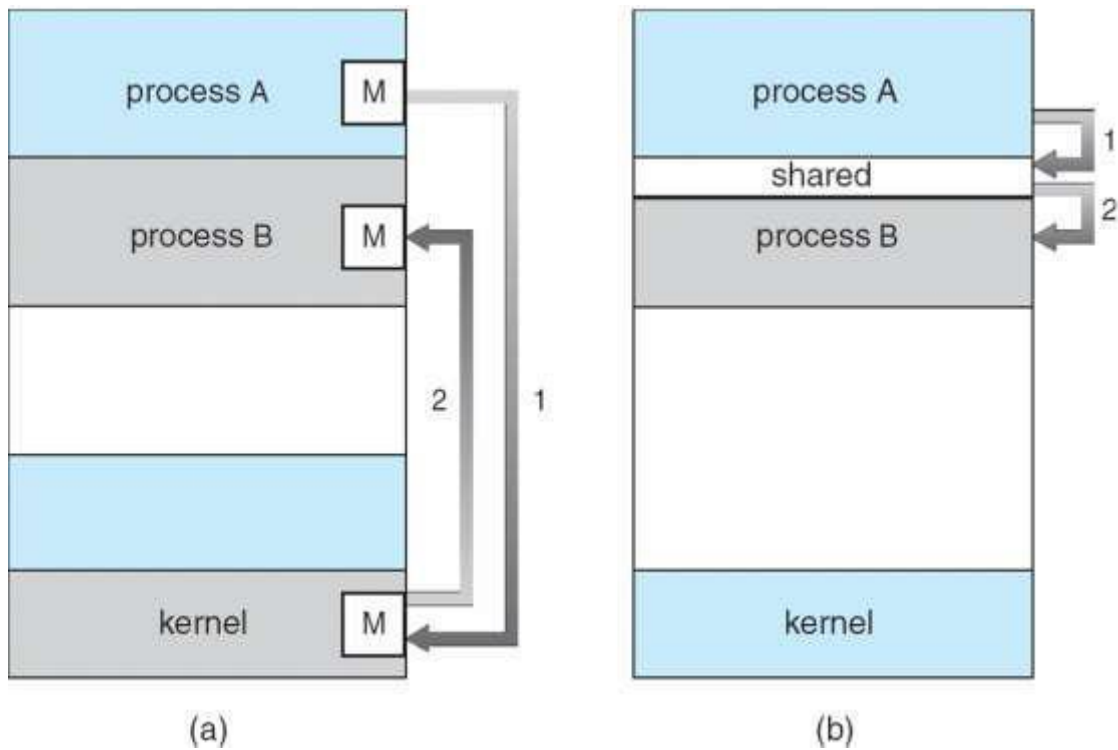 process A
M
process B
M
2
1
kernel
M
(a)
process A
1
shared
2
process B
kernel
(b)